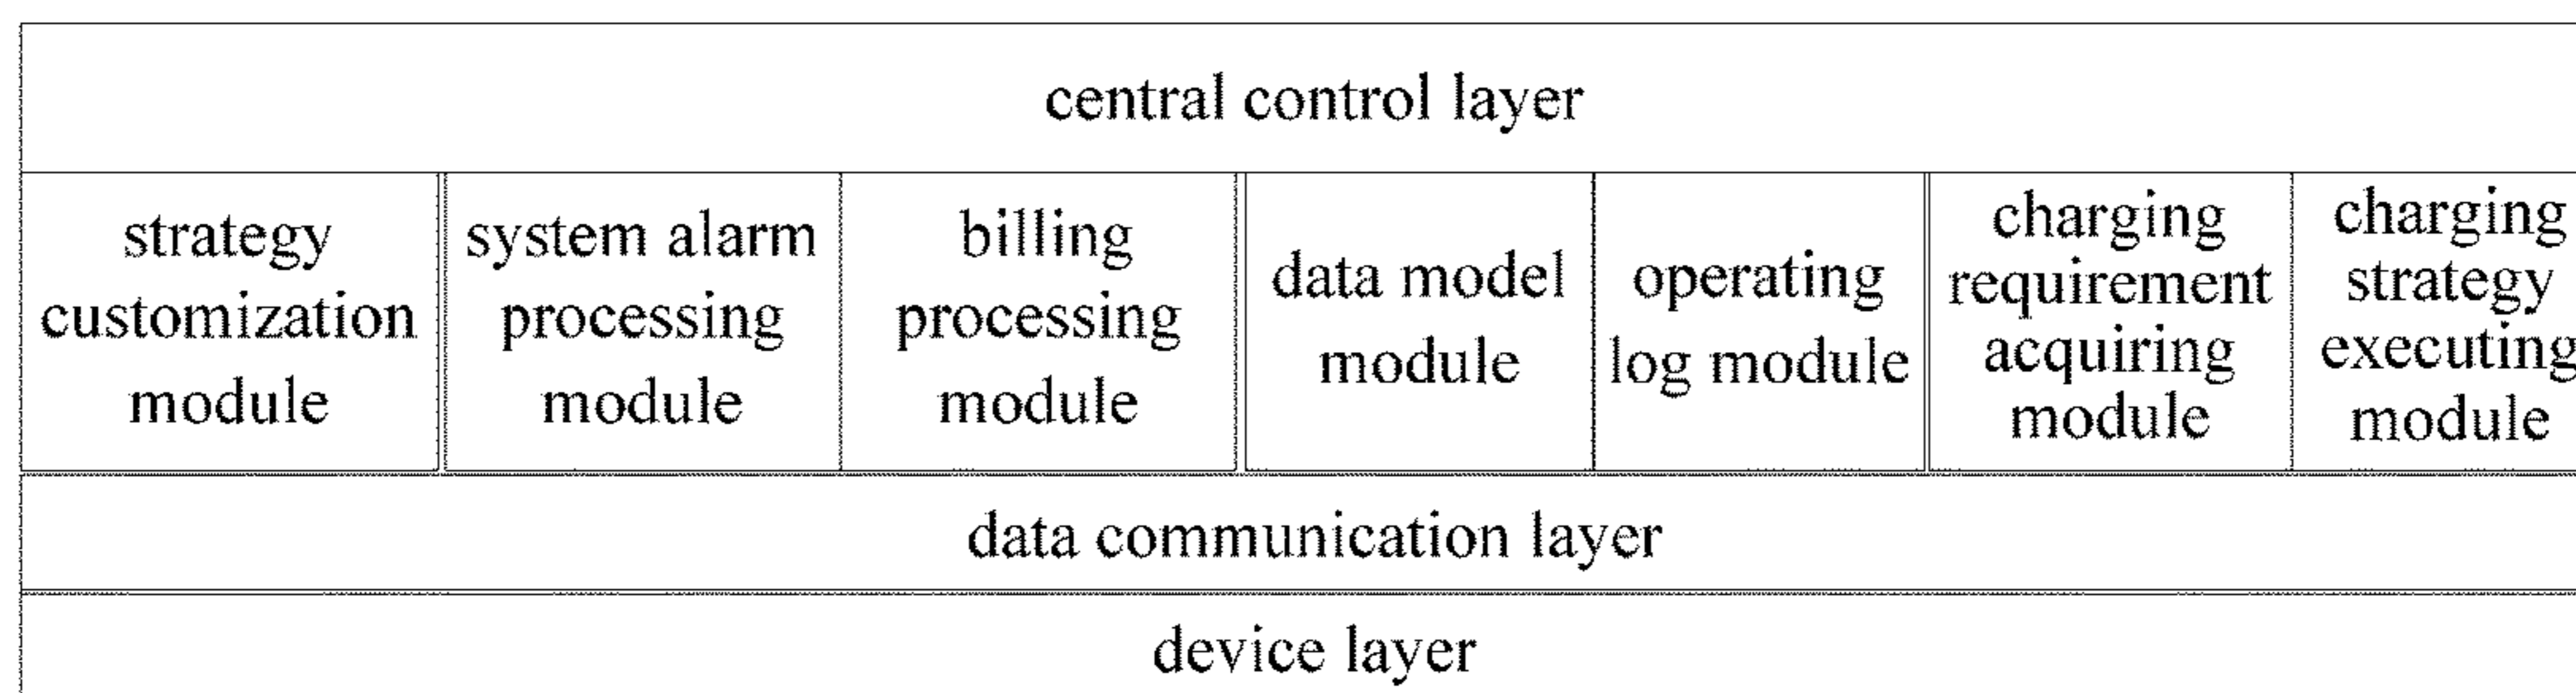 central control layer
strategy
customization
module
system alarm
processing
module
billing
processing
module
data model
module
operating
log module
charging
requirement
acquiring
module
charging
strategy
executing
module
data communication layer
device layer